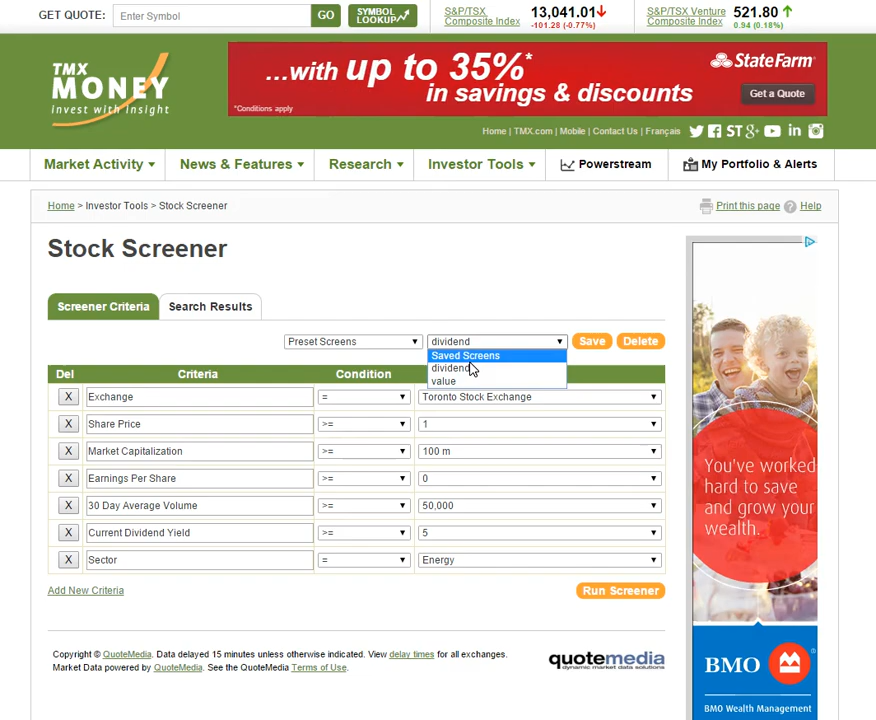 GET QUOTE: Enter Symbol GO SYMBOL LOOKUP
S&P/TSX Composite Index 13,041.01 -101.28 (-0.77%)
S&P/TSX Venture Composite Index 521.80 0.94 (0.18%)
TMX
MONEY
invest with insight
...with up to 35%*
in savings & discounts
*Conditions apply
StateFarm®
Get a Quote
Home | TMX.com | Mobile | Contact Us | Français
Market Activity News & Features Research Investor Tools Powerstream My Portfolio & Alerts
Home > Investor Tools > Stock Screener Print this page Help
Stock Screener
Screener Criteria Search Results
Preset Screens dividend Save Delete
Saved Screens
dividend
value
Del Criteria Condition
X Exchange = Toronto Stock Exchange
X Share Price >= 1
X Market Capitalization >= 100 m
X Earnings Per Share >= 0
X 30 Day Average Volume >= 50,000
X Current Dividend Yield >= 5
X Sector = Energy
Add New Criteria Run Screener
Copyright © QuoteMedia. Data delayed 15 minutes unless otherwise indicated. View delay times for all exchanges.
Market Data powered by QuoteMedia. See the QuoteMedia Terms of Use.
quotemedia
dynamic market data solutions
You've worked
hard to save
and grow your
wealth.
BMO
BMO Wealth Management